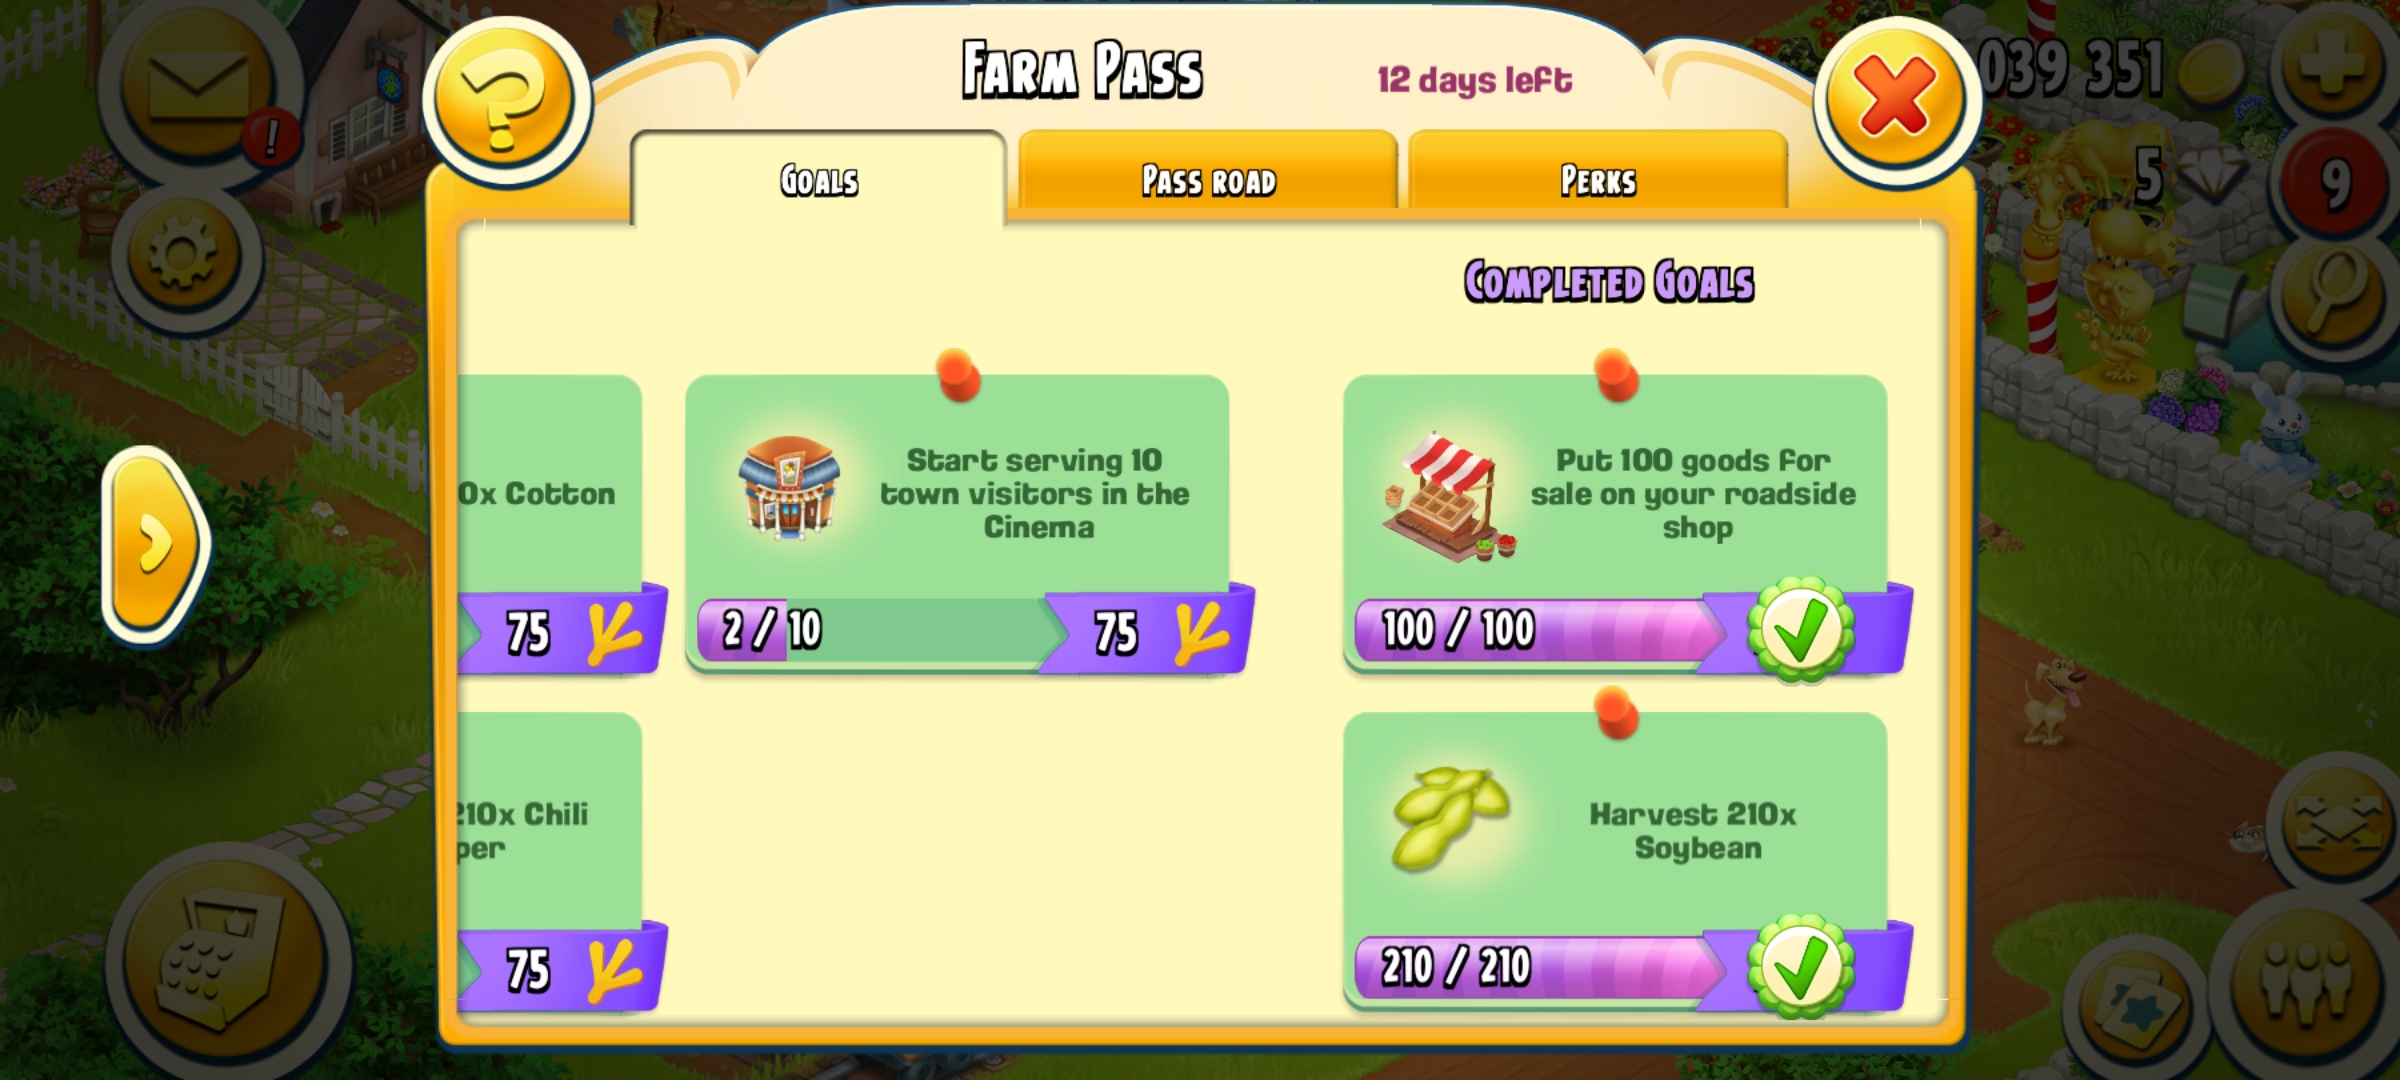 FARM PASS
12 days left
039 351
GOALS
PASS ROAD
PERKS
5
9
COMPLETED GOALS
0x Cotton
75
Start serving 10
town visitors in the
Cinema
2 / 10
75
Put 100 goods for
sale on your roadside
shop
100 / 100
210x Chili
per
75
Harvest 210x
Soybean
210 / 210